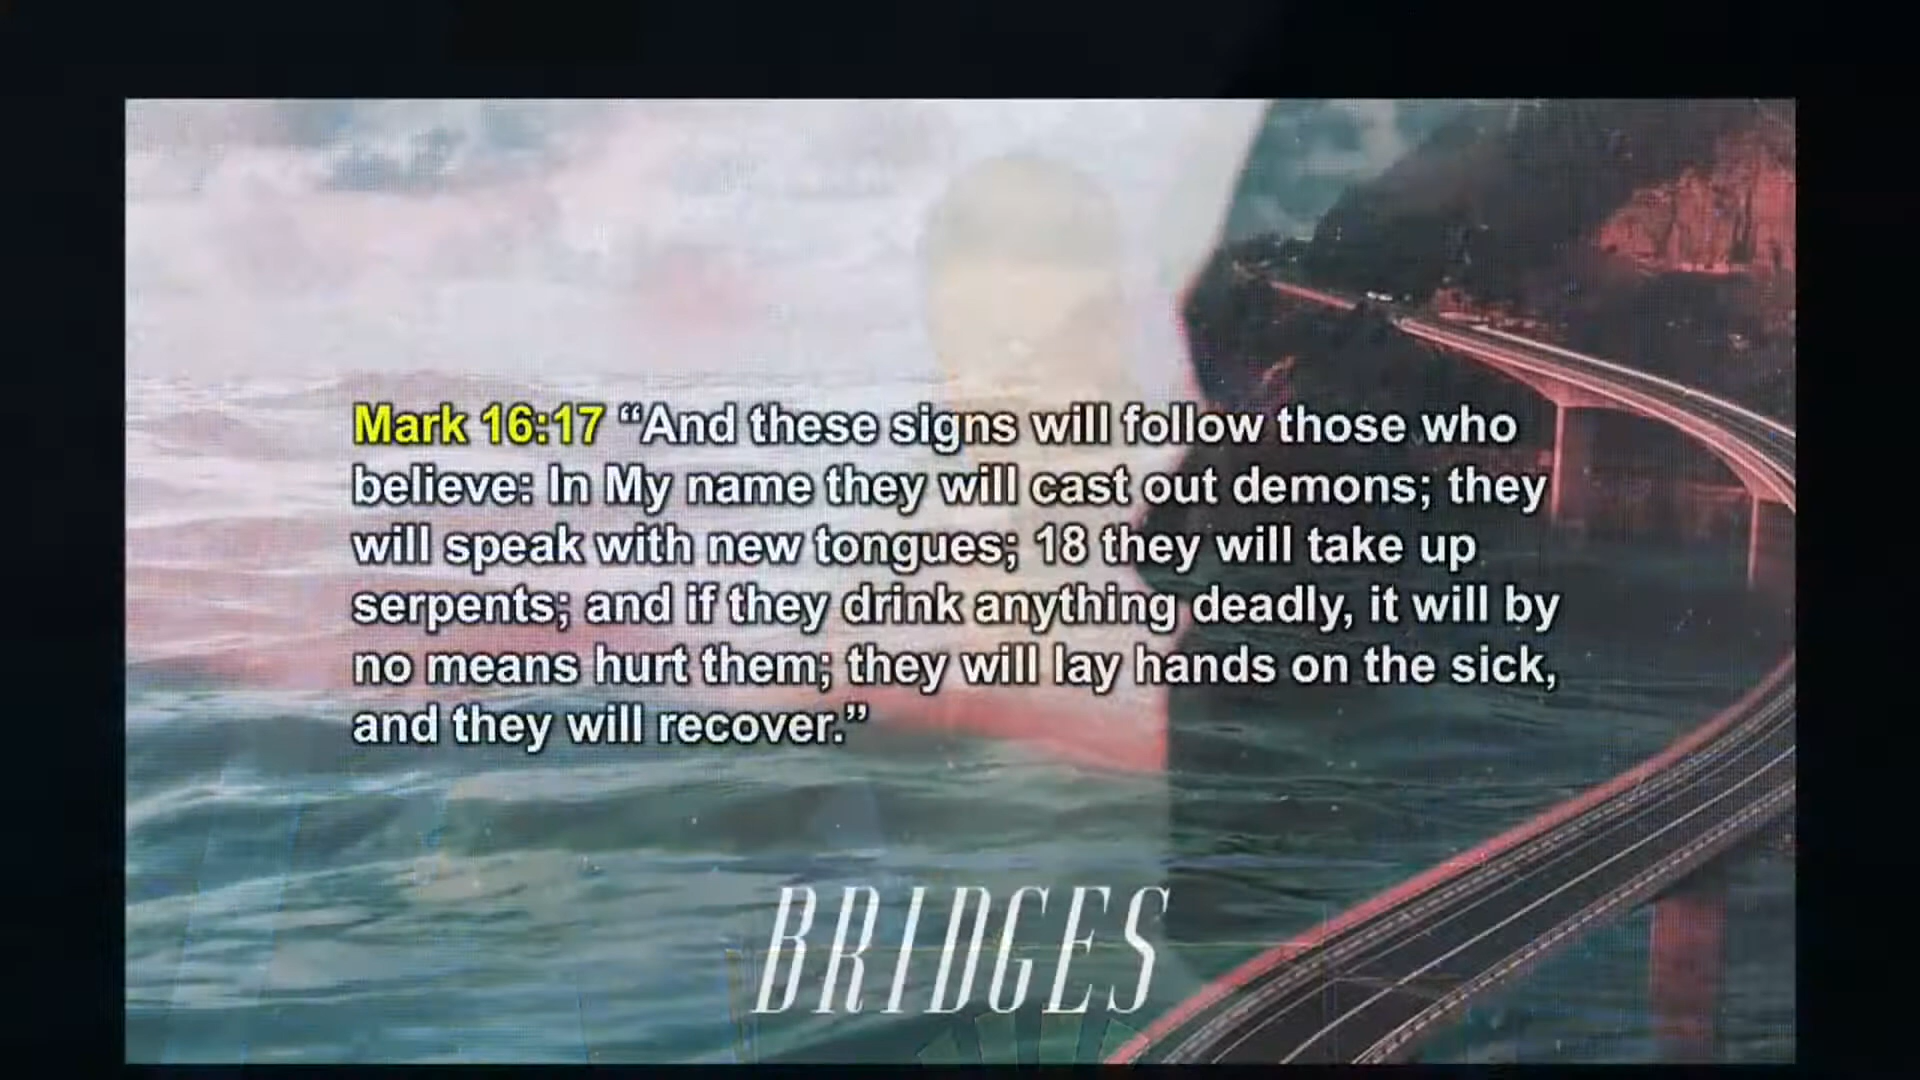 Mark 16:17 “And these signs will follow those who
believe: In My name they will cast out demons; they
will speak with new tongues; 18 they will take up
serpents; and if they drink anything deadly, it will by
no means hurt them; they will lay hands on the sick,
and they will recover.”
BRIDGES